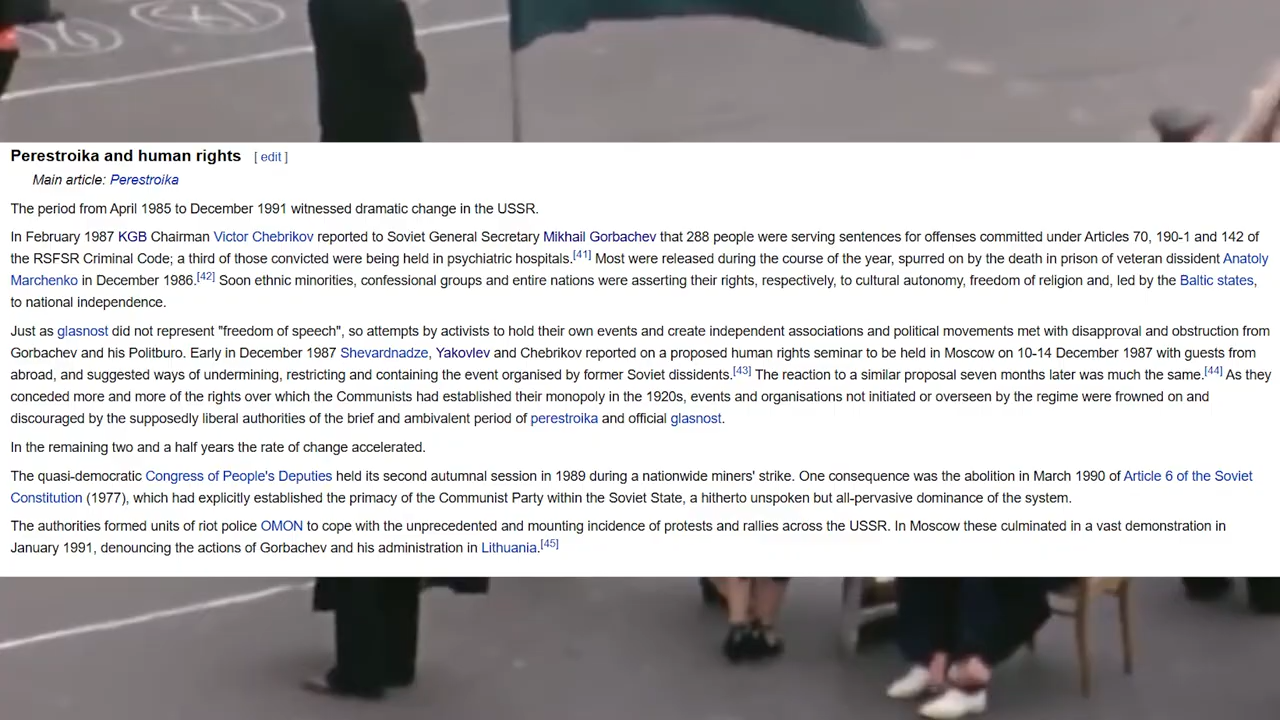 Perestroika and human rights [ edit ]
Main article: Perestroika
The period from April 1985 to December 1991 witnessed dramatic change in the USSR.
In February 1987 KGB Chairman Victor Chebrikov reported to Soviet General Secretary Mikhail Gorbachev that 288 people were serving sentences for offenses committed under Articles 70, 190-1 and 142 of
the RSFSR Criminal Code; a third of those convicted were being held in psychiatric hospitals.[41] Most were released during the course of the year, spurred on by the death in prison of veteran dissident Anatoly
Marchenko in December 1986.[42] Soon ethnic minorities, confessional groups and entire nations were asserting their rights, respectively, to cultural autonomy, freedom of religion and, led by the Baltic states,
to national independence.
Just as glasnost did not represent "freedom of speech", so attempts by activists to hold their own events and create independent associations and political movements met with disapproval and obstruction from
Gorbachev and his Politburo. Early in December 1987 Shevardnadze, Yakovlev and Chebrikov reported on a proposed human rights seminar to be held in Moscow on 10-14 December 1987 with guests from
abroad, and suggested ways of undermining, restricting and containing the event organised by former Soviet dissidents.[43] The reaction to a similar proposal seven months later was much the same.[44] As they
conceded more and more of the rights over which the Communists had established their monopoly in the 1920s, events and organisations not initiated or overseen by the regime were frowned on and
discouraged by the supposedly liberal authorities of the brief and ambivalent period of perestroika and official glasnost.
In the remaining two and a half years the rate of change accelerated.
The quasi-democratic Congress of People's Deputies held its second autumnal session in 1989 during a nationwide miners' strike. One consequence was the abolition in March 1990 of Article 6 of the Soviet
Constitution (1977), which had explicitly established the primacy of the Communist Party within the Soviet State, a hitherto unspoken but all-pervasive dominance of the system.
The authorities formed units of riot police OMON to cope with the unprecedented and mounting incidence of protests and rallies across the USSR. In Moscow these culminated in a vast demonstration in
January 1991, denouncing the actions of Gorbachev and his administration in Lithuania.[45]